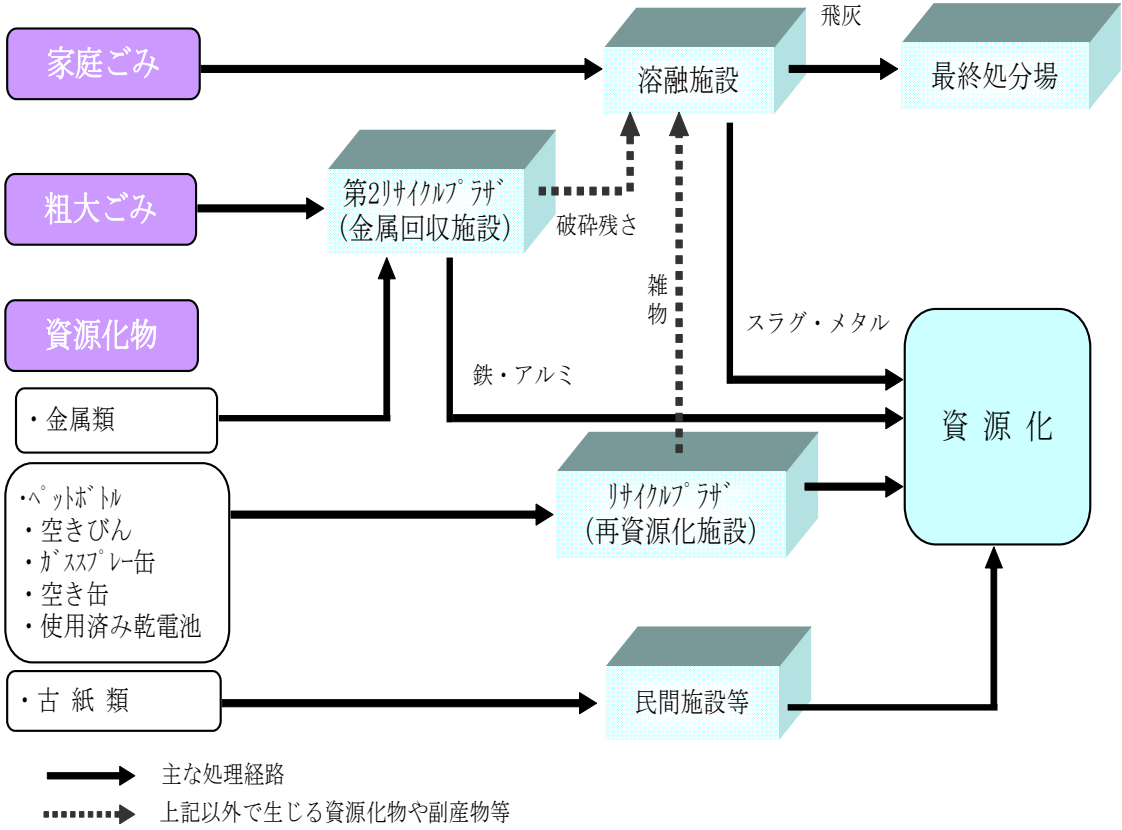 飛灰
家庭ごみ
溶融施設
最終処分場
粗大ごみ
第2ﾘｻｲｸﾙﾌﾟﾗｻﾞ
(金属回収施設)
破砕残さ
雑物
資源化物
スラグ・メタル
鉄・アルミ
・金属類
資 源 化
・ﾍﾟｯﾄﾎﾞﾄﾙ
・空きびん
・ｶﾞｽｽﾌﾟﾚｰ缶
・空き缶
・使用済み乾電池
ﾘｻｲｸﾙﾌﾟﾗｻﾞ
(再資源化施設)
・古 紙 類
民間施設等
主な処理経路
上記以外で生じる資源化物や副産物等